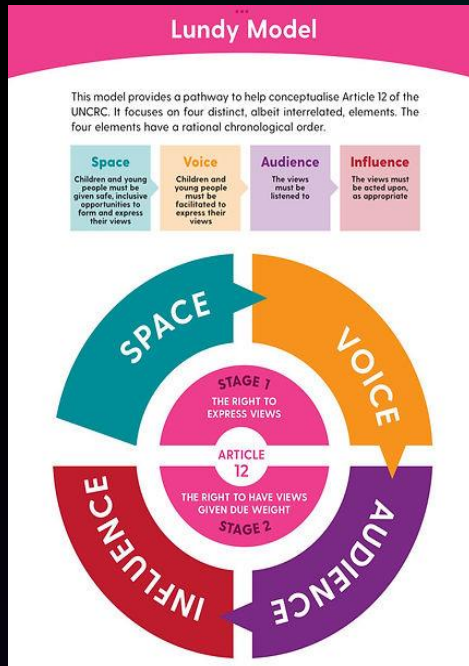 Lundy Model
This model provides a pathway to help conceptualise Article 12 of the
UNCRC. It focuses on four distinct, albeit interrelated, elements. The
four elements have a rational chronological order.
Space
Children and young
people must be
given safe, inclusive
opportunities to
form and express
their views
Voice
Children and
young people
must be
facilitated to
express their
views
Audience
The views
must be
listened to
Influence
The views must
be acted upon,
as appropriate
SPACE
VOICE
STAGE 1
THE RIGHT TO
EXPRESS VIEWS
ARTICLE
12
THE RIGHT TO HAVE VIEWS
GIVEN DUE WEIGHT
STAGE 2
INFLUENCE
AUDIENCE